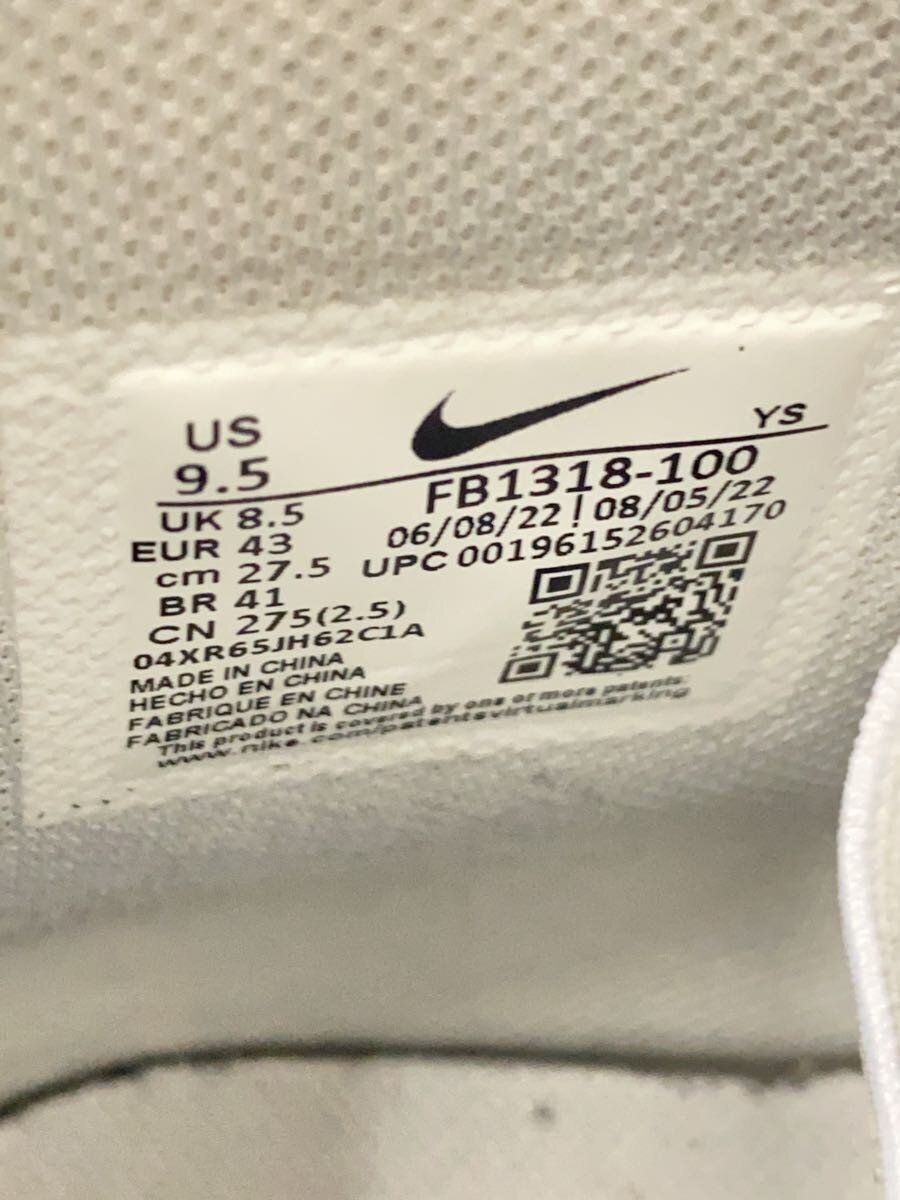 US
9.5
YS
UK 8.5
FB1318-100
EUR 43
06/08/22 ! 08/05/22
cm 27.5
UPC 00196152604170
BR 41
CN 275(2.5)
04XR65JH62C1A
MADE IN CHINA
HECHO EN CHINA
FABRIQUE EN CHINE
FABRICADO NA CHINA
This product is covered by one or more patents:
www.nike.com/patentsvirtualmarking